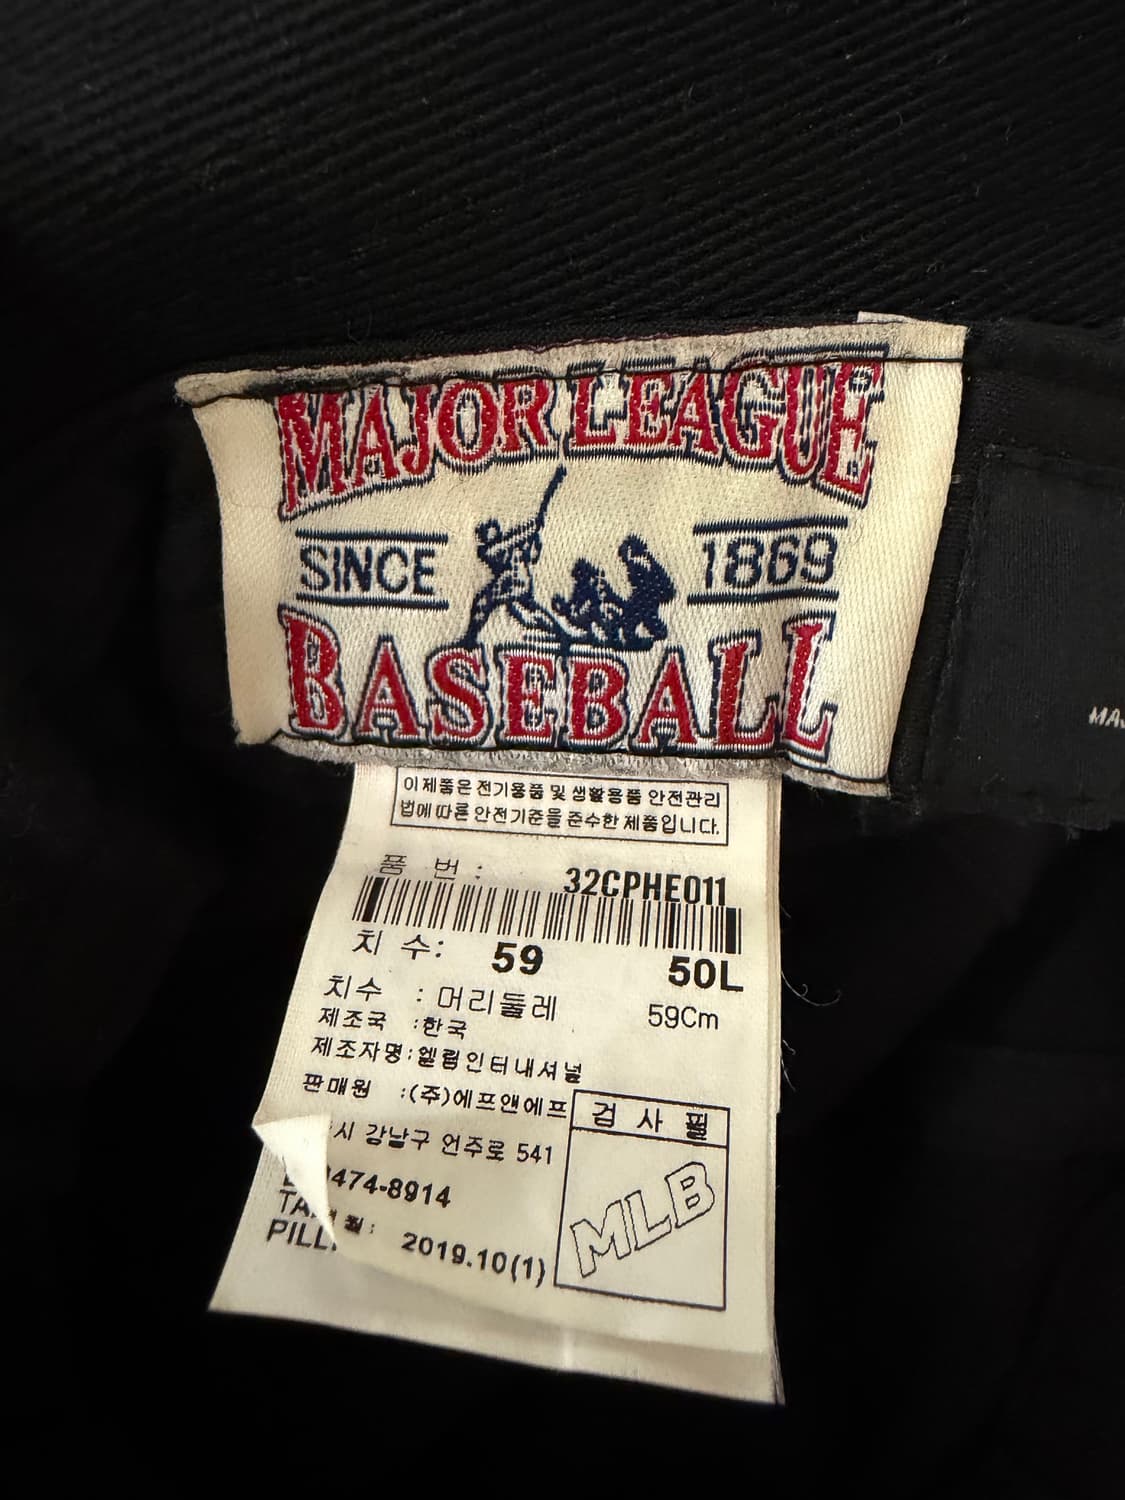 MAJOR LEAGUE
SINCE 1869
BASEBALL
이 제품은 전기용품 및 생활용품 안전관리
법에 따른 안전기준을 준수한 제품입니다.
품 번 : 32CPHE011
치 수: 59 50L
치수 : 머리둘레 59Cm
제조국 :한국
제조자명:엘림인터내셔널
판매원 :(주)에프앤에프
시 강남구 언주로 541
474-8914
월: 2019.10(1)
검 사 필
MLB